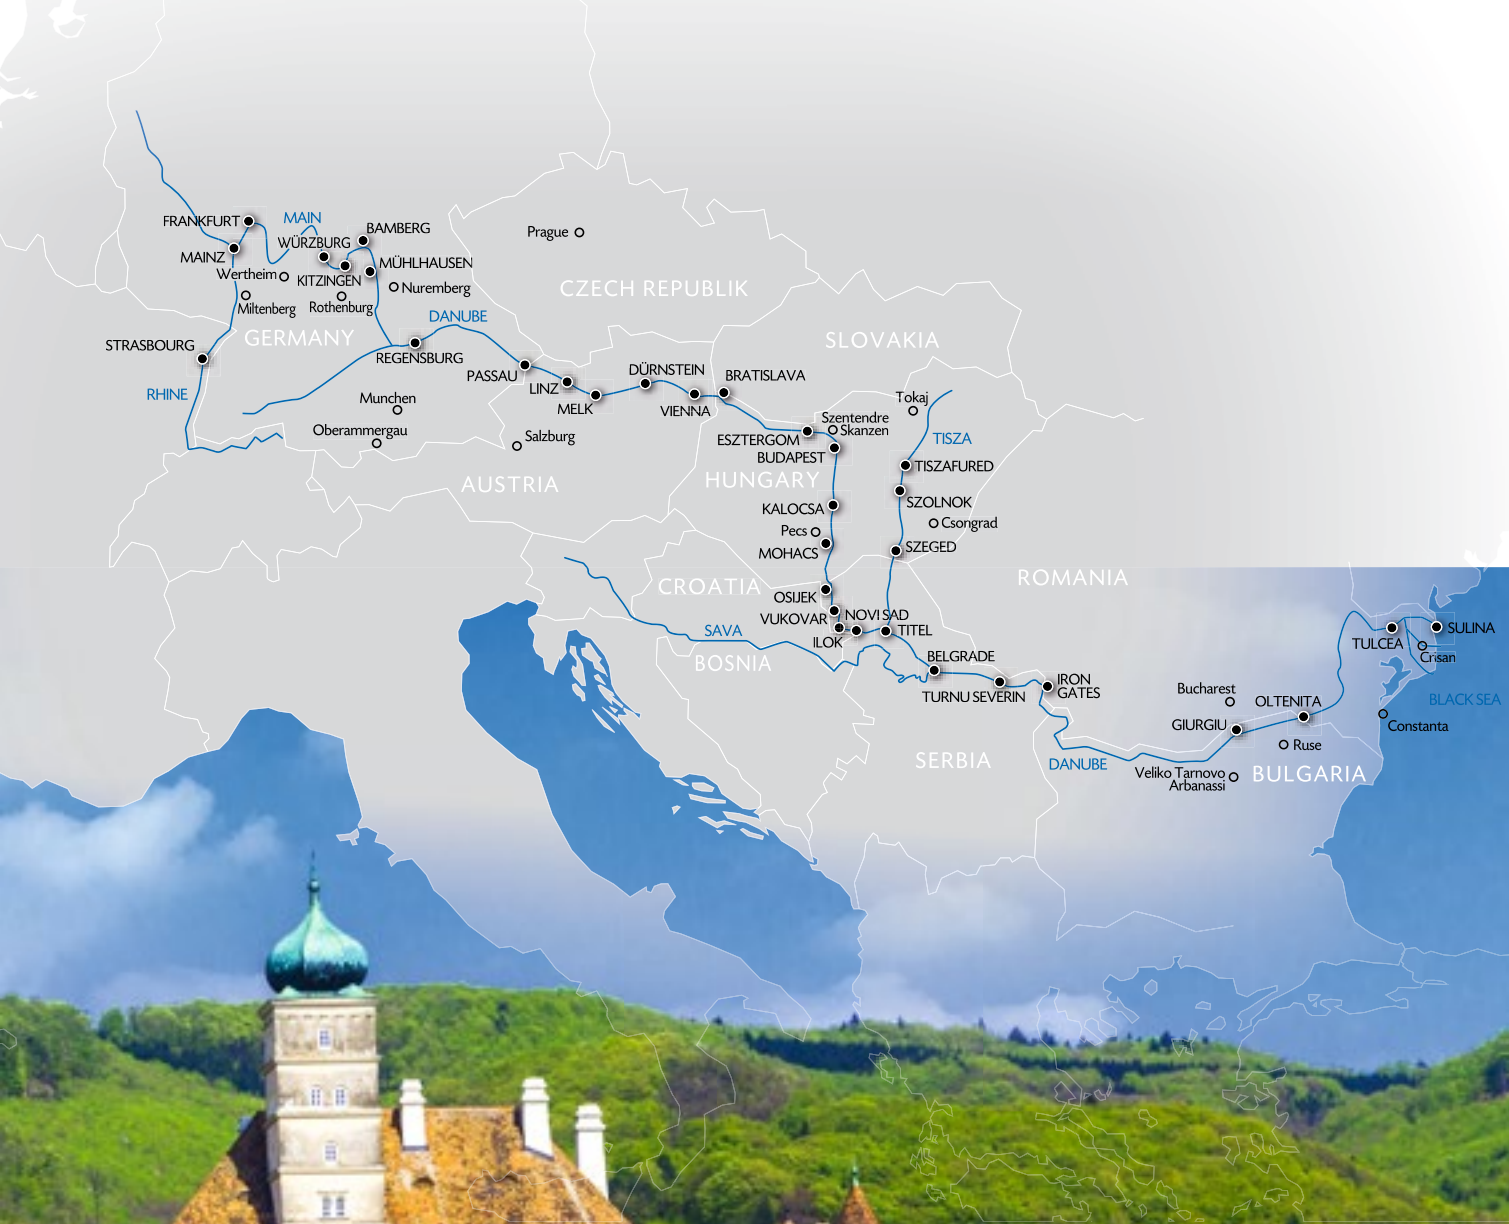 FRANKFURT
MAIN
BAMBERG
WÜRZBURG
MAINZ
MÜHLHAUSEN
Wertheim
KITZINGEN
Nuremberg
Miltenberg
Rothenburg
Prague
CZECH REPUBLIK
DANUBE
GERMANY
STRASBOURG
REGENSBURG
SLOVAKIA
PASSAU
DÜRNSTEIN
BRATISLAVA
LINZ
RHINE
Munchen
MELK
VIENNA
Tokaj
Szentendre
Skanzen
Oberammergau
Salzburg
ESZTERGOM
TISZA
BUDAPEST
TISZAFURED
AUSTRIA
HUNGARY
SZOLNOK
KALOCSA
Csongrad
Pecs
MOHACS
SZEGED
ROMANIA
CROATIA
OSIJEK
VUKOVAR
NOVI SAD
SAVA
ILOK
TITEL
TULCEA
SULINA
Crisan
BOSNIA
BELGRADE
TURNU SEVERIN
IRON
GATES
Bucharest
OLTENITA
BLACK SEA
GIURGIU
Constanta
Ruse
SERBIA
DANUBE
Veliko Tarnovo
Arbanassi
BULGARIA